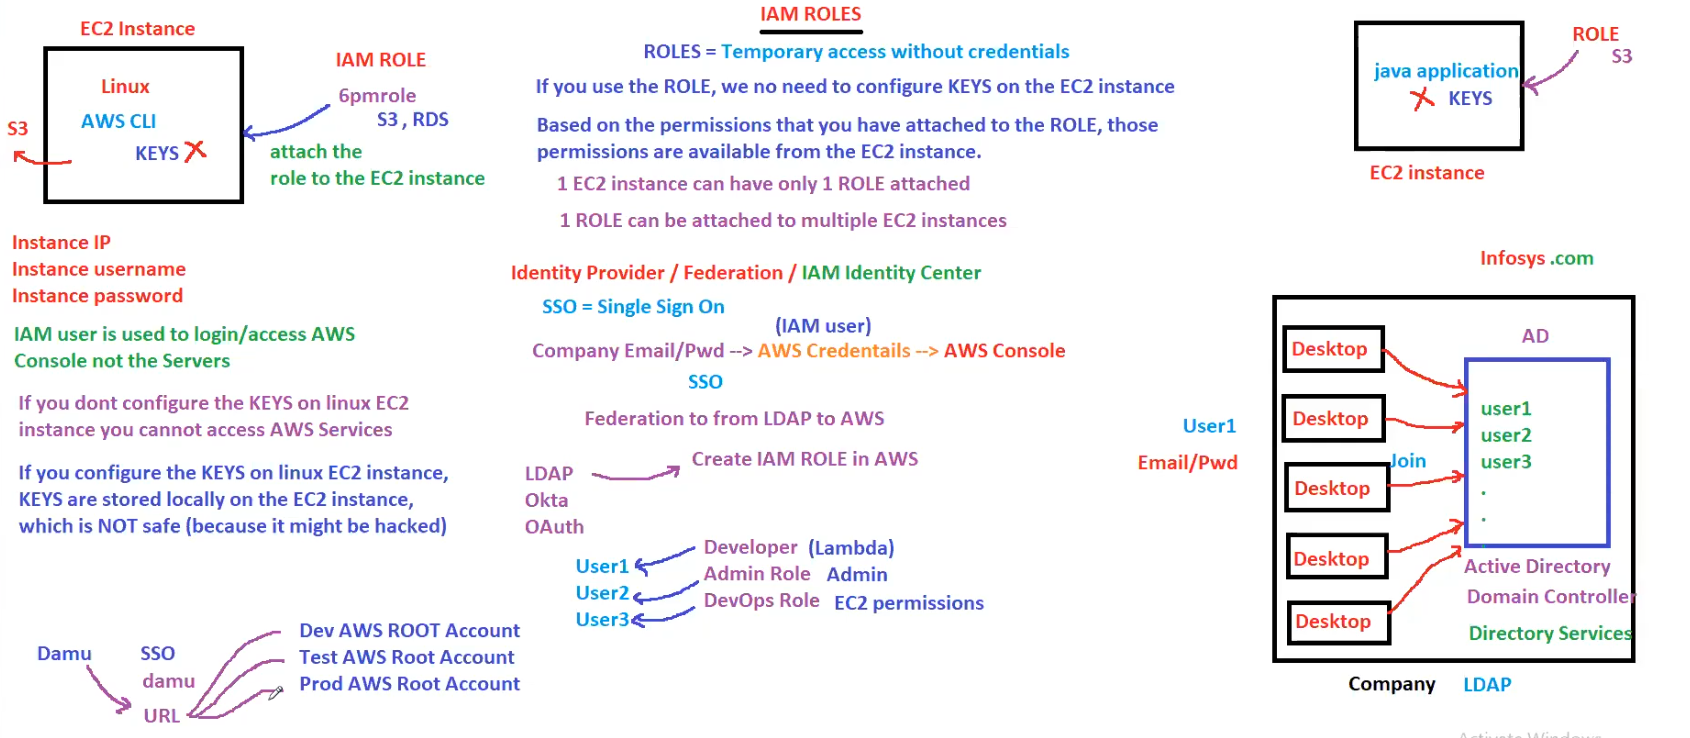 IAM ROLES
EC2 Instance
Linux
AWS CLI
KEYS
S3
IAM ROLE
6pmrole
S3 , RDS
attach the
role to the EC2 instance
ROLES = Temporary access without credentials
If you use the ROLE, we no need to configure KEYS on the EC2 instance
Based on the permissions that you have attached to the ROLE, those
permissions are available from the EC2 instance.
1 EC2 instance can have only 1 ROLE attached
1 ROLE can be attached to multiple EC2 instances
java application
KEYS
ROLE
S3
EC2 instance
Instance IP
Instance username
Instance password
IAM user is used to login/access AWS
Console not the Servers
If you dont configure the KEYS on linux EC2
instance you cannot access AWS Services
If you configure the KEYS on linux EC2 instance,
KEYS are stored locally on the EC2 instance,
which is NOT safe (because it might be hacked)
Identity Provider / Federation / IAM Identity Center
SSO = Single Sign On
(IAM user)
Company Email/Pwd --> AWS Credentails --> AWS Console
SSO
Federation to from LDAP to AWS
LDAP
Okta
OAuth
Create IAM ROLE in AWS
User1
User2
User3
Developer (Lambda)
Admin Role Admin
DevOps Role EC2 permissions
Damu
SSO
damu
URL
Dev AWS ROOT Account
Test AWS Root Account
Prod AWS Root Account
Infosys .com
User1
Email/Pwd
Desktop
Desktop
Join
Desktop
Desktop
Desktop
AD
user1
user2
user3
.
.
Active Directory
Domain Controller
Directory Services
Company LDAP
Activate Windows